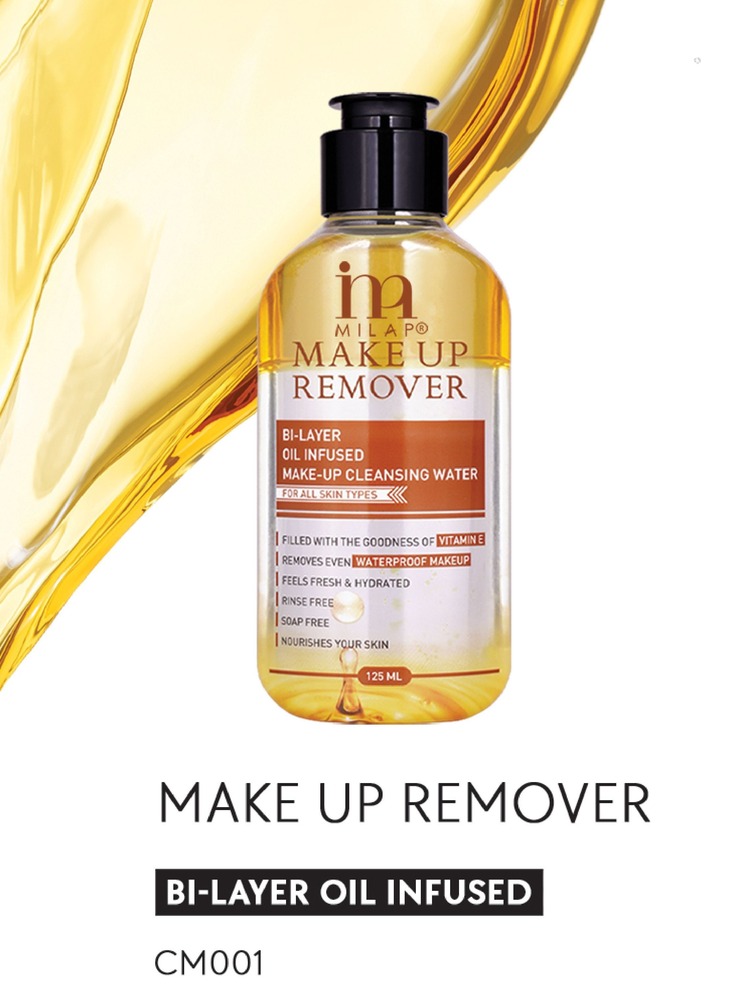 im
MILAP®
MAKE UP
REMOVER
BI-LAYER
OIL INFUSED
MAKE-UP CLEANSING WATER
FOR ALL SKIN TYPES
FILLED WITH THE GOODNESS OF VITAMIN E
REMOVES EVEN WATERPROOF MAKEUP
FEELS FRESH & HYDRATED
RINSE FREE
SOAP FREE
NOURISHES YOUR SKIN
125 ML
MAKE UP REMOVER
BI-LAYER OIL INFUSED
CM001